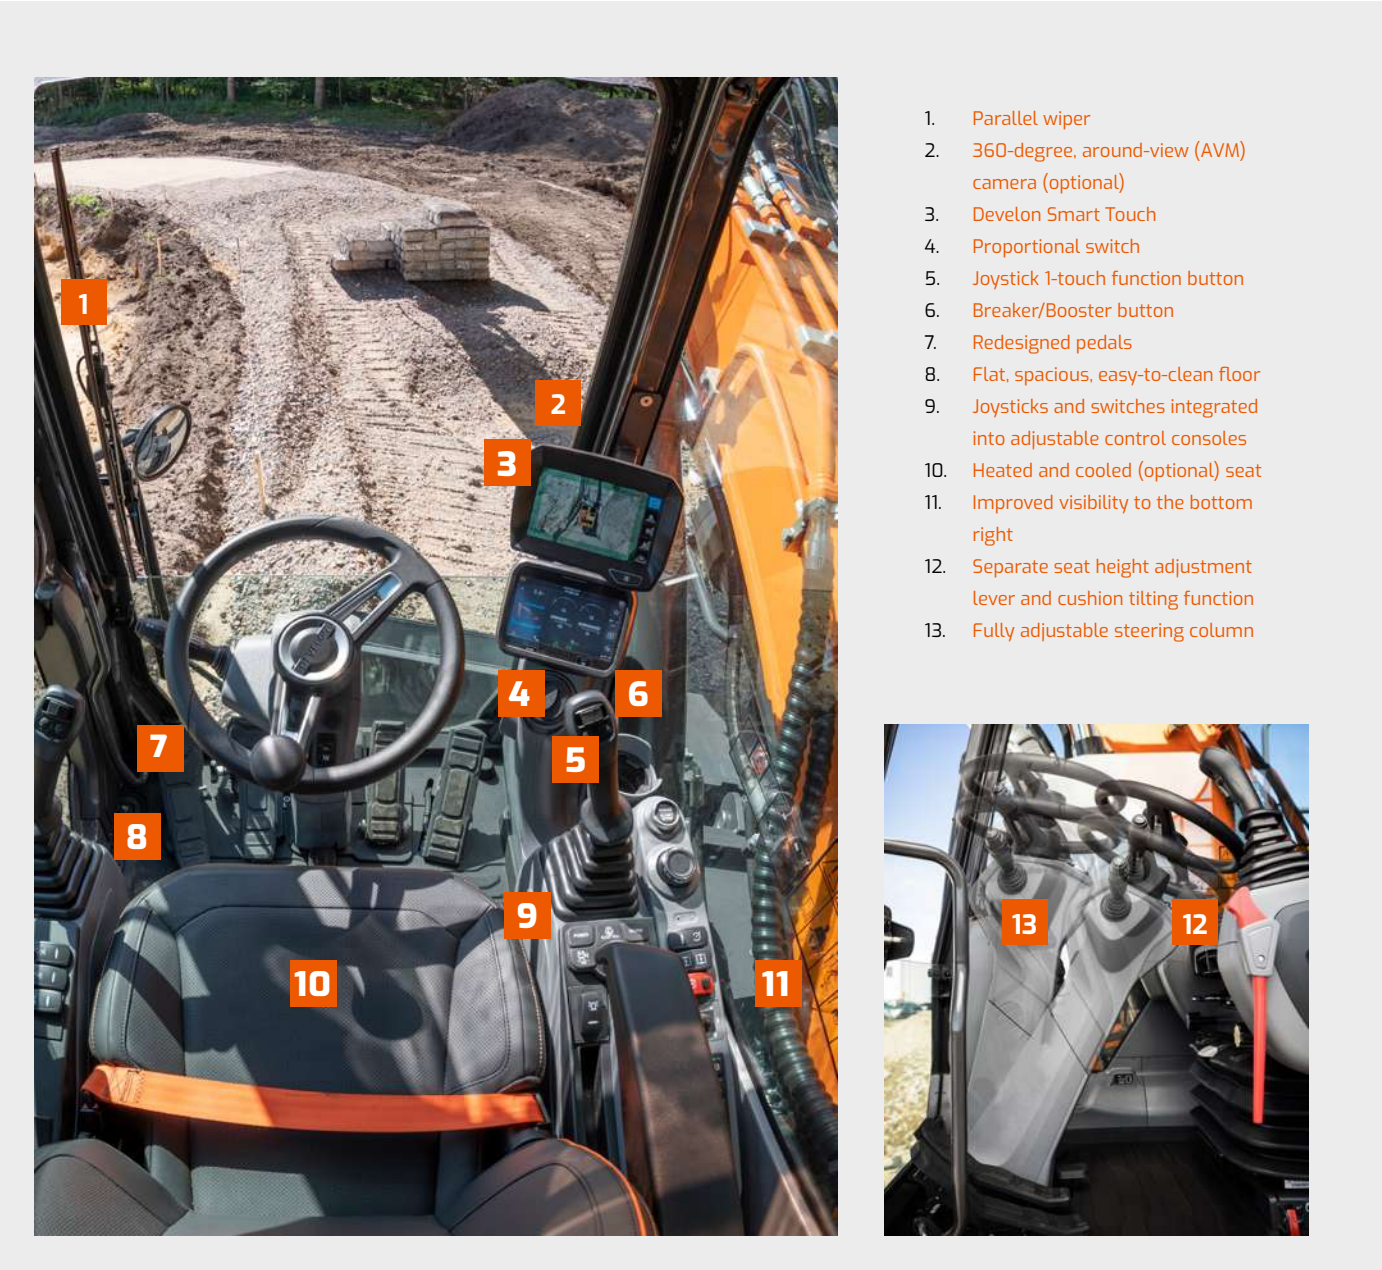 1. Parallel wiper
2. 360-degree, around-view (AVM)
camera (optional)
3. Develon Smart Touch
4. Proportional switch
5. Joystick 1-touch function button
6. Breaker/Booster button
7. Redesigned pedals
8. Flat, spacious, easy-to-clean floor
9. Joysticks and switches integrated
into adjustable control consoles
10. Heated and cooled (optional) seat
11. Improved visibility to the bottom
right
12. Separate seat height adjustment
lever and cushion tilting function
13. Fully adjustable steering column
1
2
3
4
6
7
5
8
9
10
11
13
12